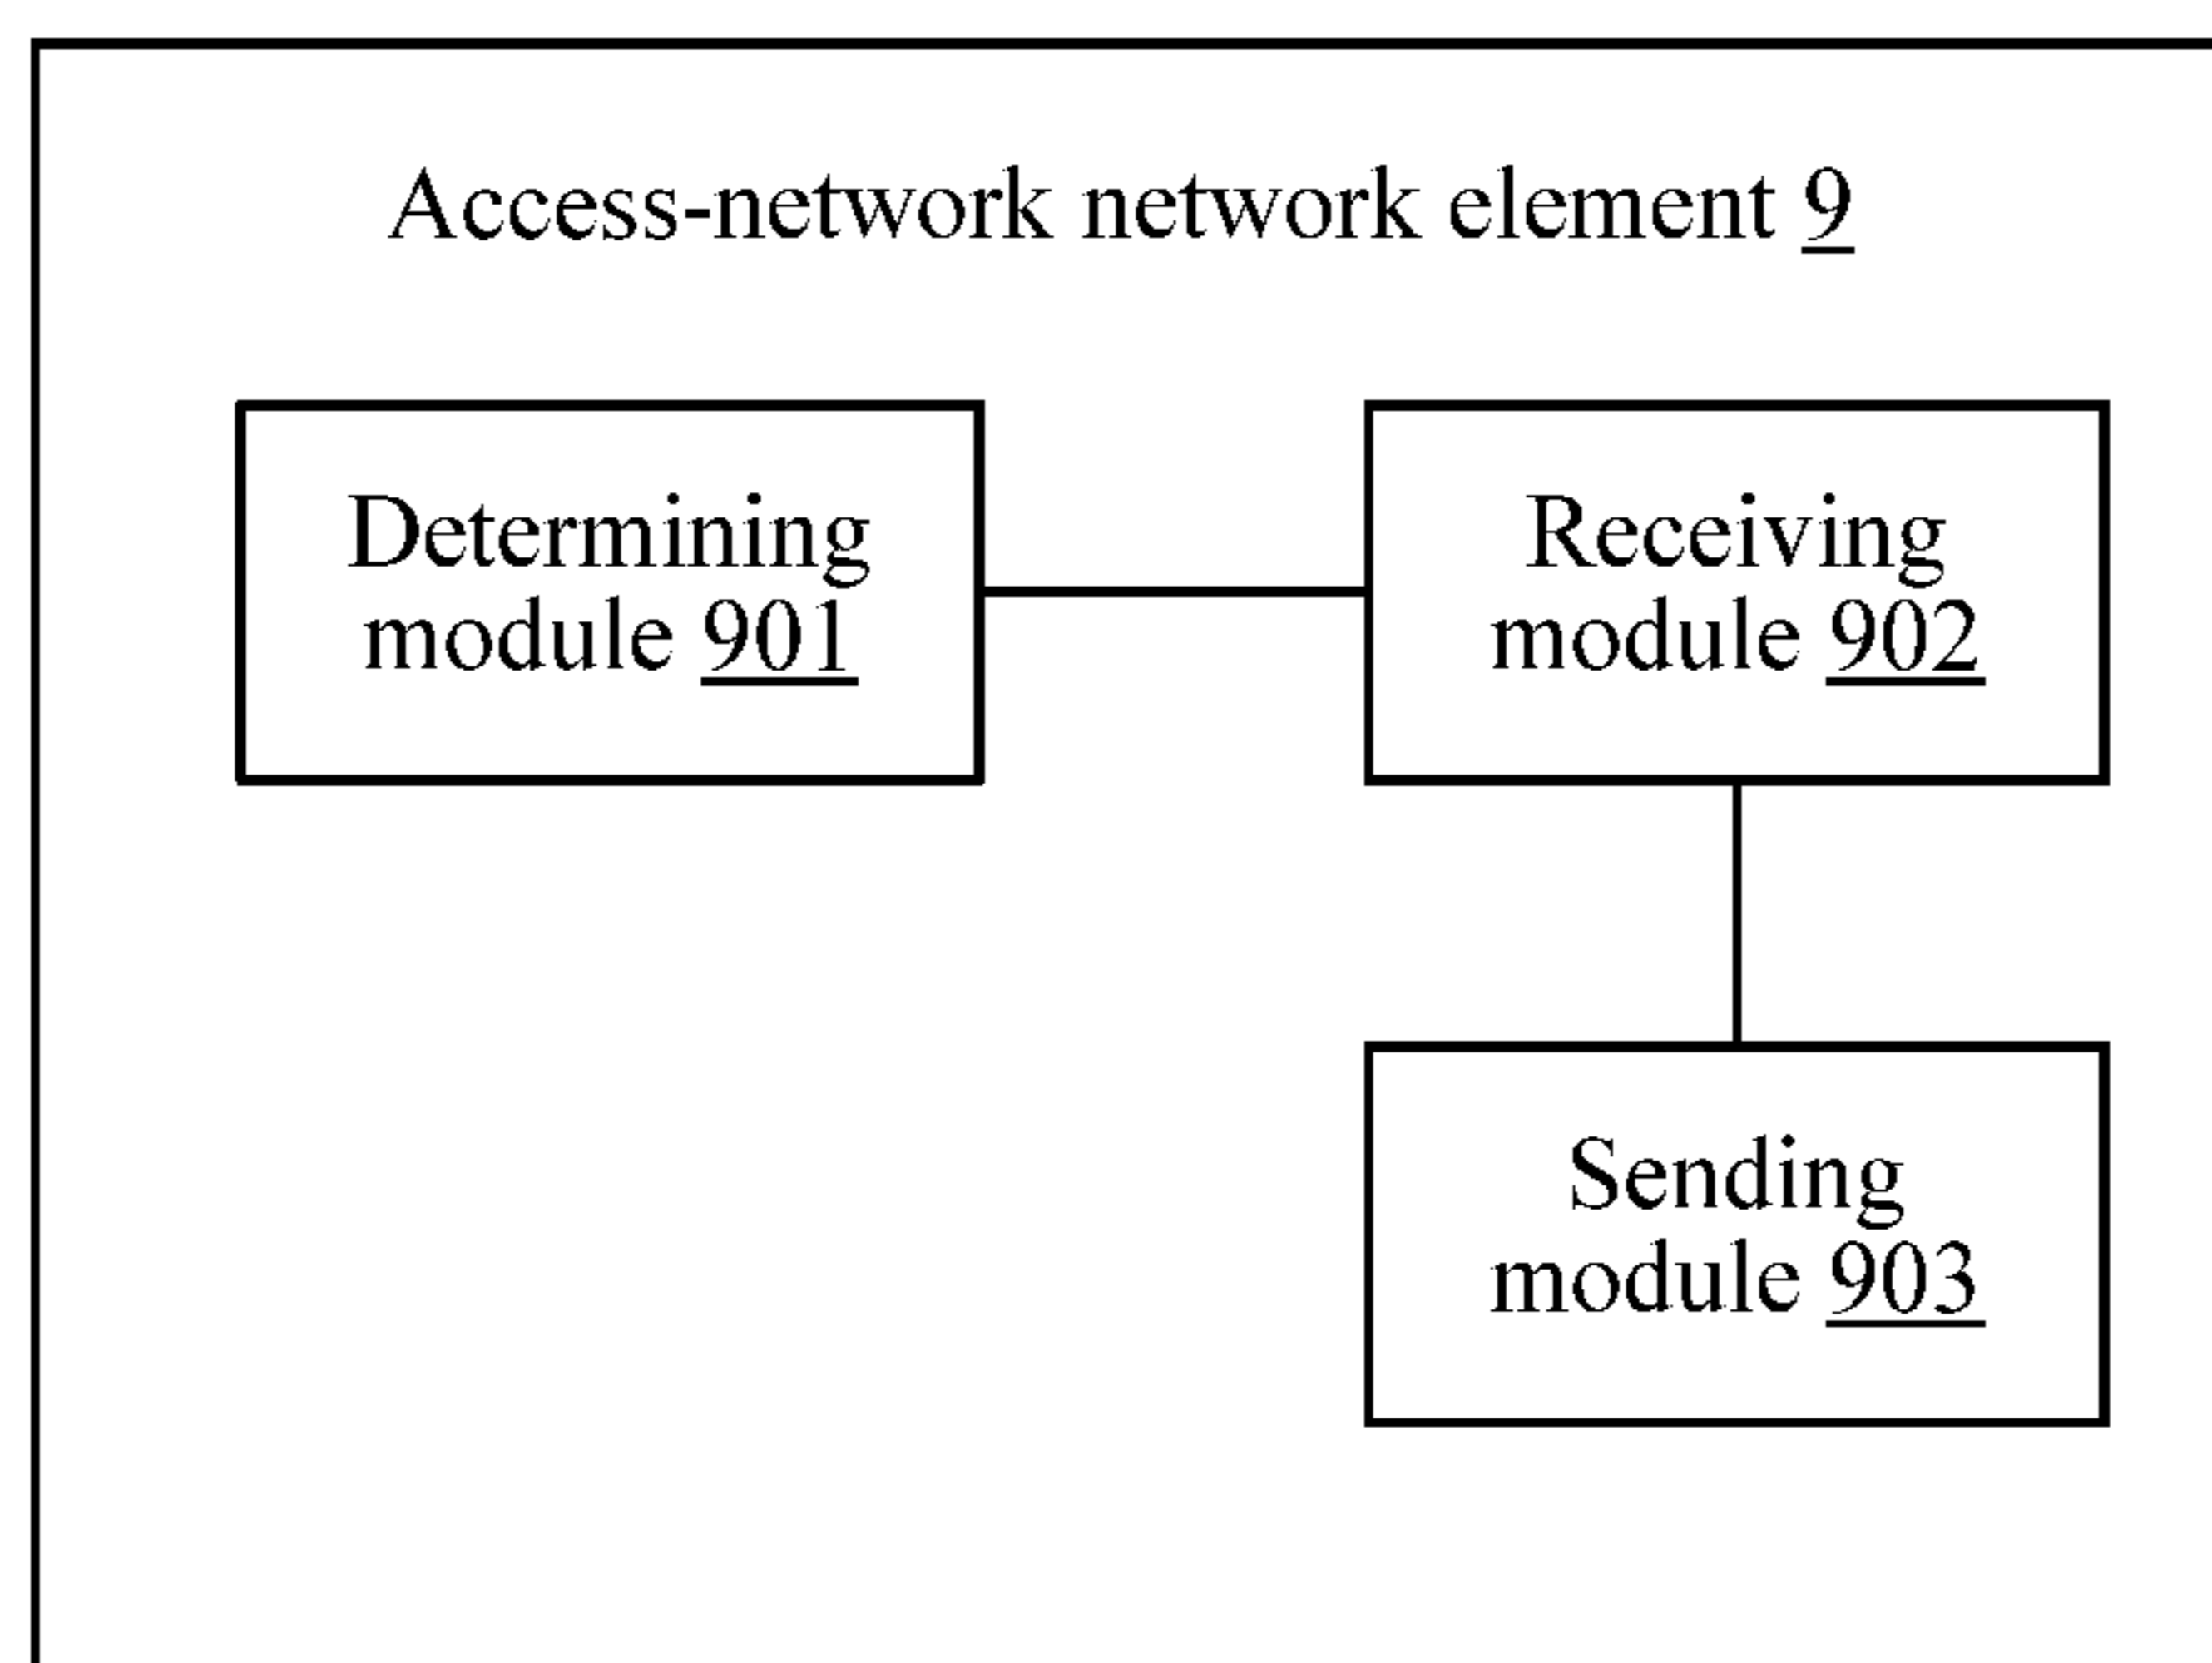 Access-network network element 9
Determining
module 901
Receiving
module 902
Sending
module 903